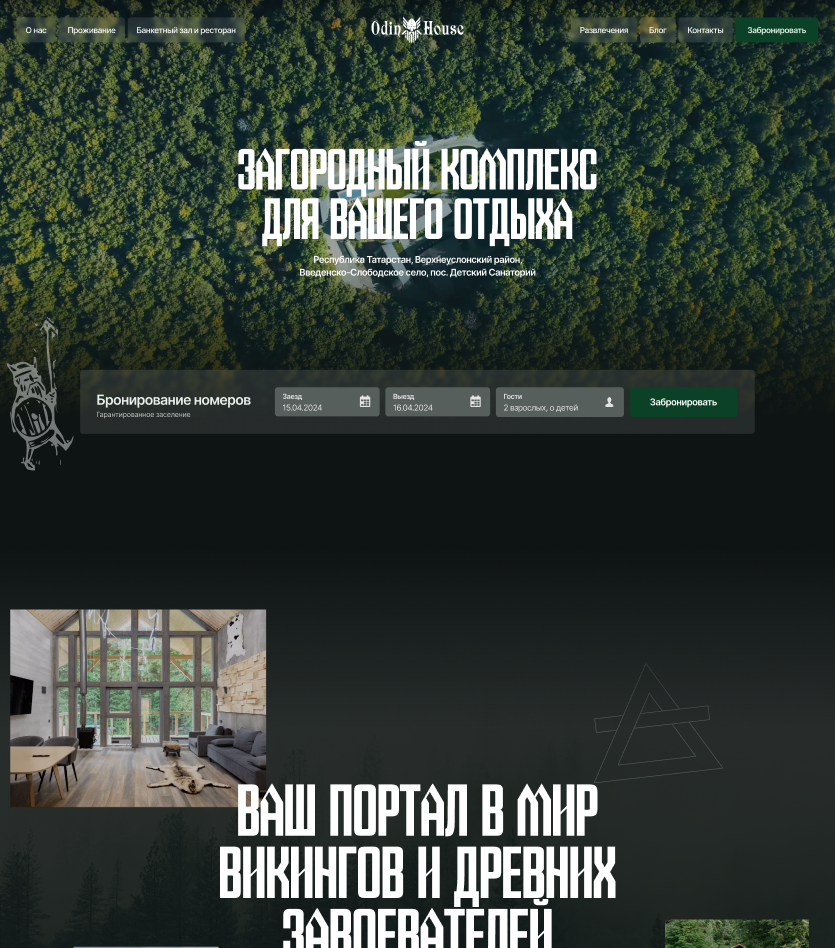 О нас
Проживание
Банкетный зал и ресторан
Odin House
Развлечения
Блог
Контакты
Забронировать
ЗАГОРОДНЫЙ КОМПЛЕКС
ДЛЯ ВАШЕГО ОТДЫХА
Республика Татарстан, Верхнеуслонский район,
Введенско-Слободское село, пос. Детский Санаторий
Бронирование номеров
Гарантированное заселение
Заезд
15.04.2024
Выезд
16.04.2024
Гости
2 взрослых, 0 детей
Забронировать
ВАШ ПОРТАЛ В МИР
ВИКИНГОВ И ДРЕВНИХ
ЗАВОЕВАТЕЛЕЙ